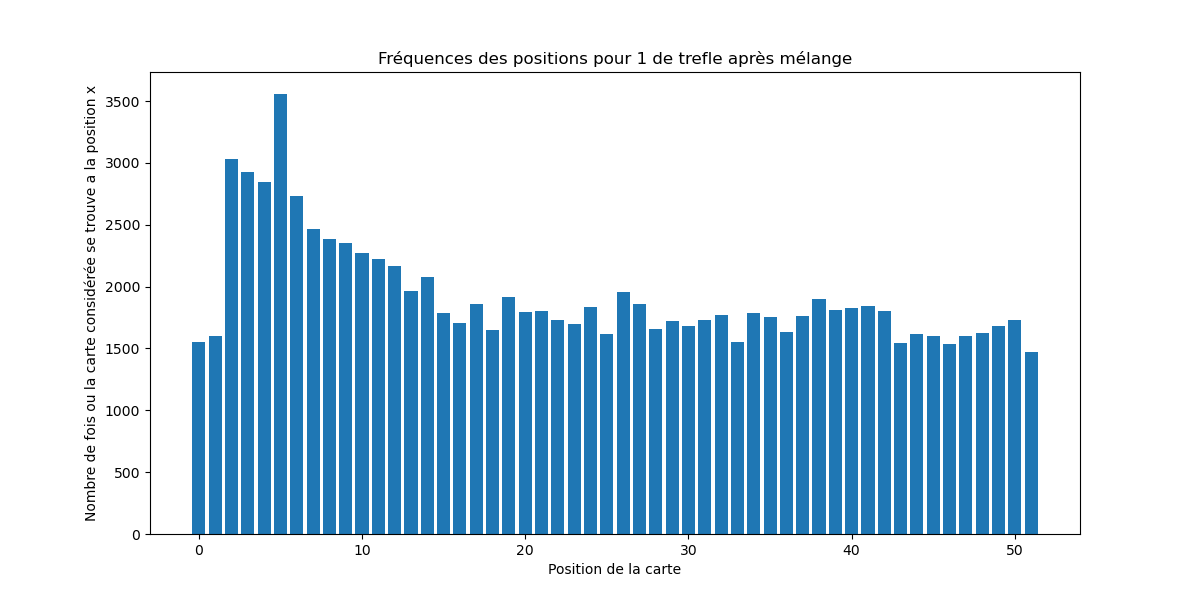 Fréquences des positions pour 1 de trefle après mélange
Nombre de fois ou la carte considérée se trouve a la position x
3500
3000
2500
2000
1500
1000
500
0
0 10 20 30 40 50
Position de la carte